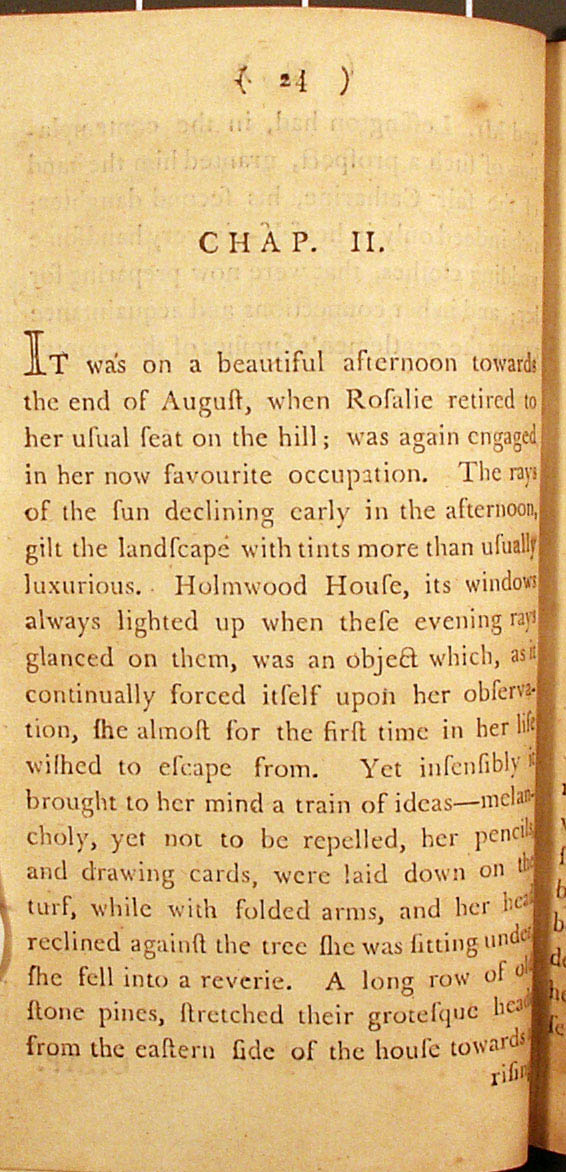 ( 24 )
CHAP. II.
IT was on a beautiful afternoon towards
the end of Auguſt, when Roſalie retired to
her uſual ſeat on the hill; was again engaged
in her now favourite occupation. The rays
of the ſun declining early in the afternoon,
gilt the landſcape with tints more than uſually
luxurious. Holmwood Houſe, its windows
always lighted up when theſe evening rays
glanced on them, was an object which, as it
continually forced itſelf upon her obſerva-
tion, ſhe almoſt for the firſt time in her life
wiſhed to eſcape from. Yet inſenſibly it
brought to her mind a train of ideas—melan-
choly, yet not to be repelled, her pencils,
and drawing cards, were laid down on the
turf, while with folded arms, and her head
reclined againſt the tree ſhe was ſitting under,
ſhe fell into a reverie. A long row of old
ſtone pines, ſtretched their groteſque heads
from the eaſtern ſide of the houſe towards
riſing